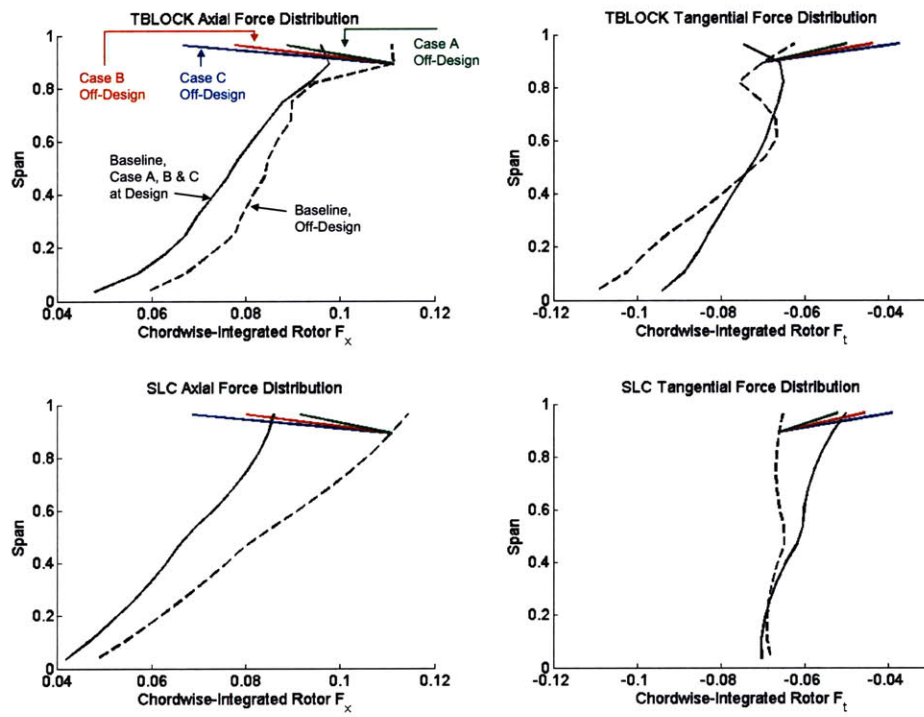 TBLOCK Axial Force Distribution
1
0.8
0.6
0.4
0.2
0
Span
Case B
Off-Design
Case C
Off-Design
Case A
Off-Design
Baseline,
Case A, B & C
at Design
Baseline,
Off-Design
0.04 0.06 0.08 0.1 0.12
Chordwise-Integrated Rotor Fx
TBLOCK Tangential Force Distribution
1
0.8
0.6
0.4
0.2
0
Span
-0.12 -0.1 -0.08 -0.06 -0.04
Chordwise-Integrated Rotor Ft
SLC Axial Force Distribution
1
0.8
0.6
0.4
0.2
0
Span
0.04 0.06 0.08 0.1 0.12
Chordwise-Integrated Rotor Fx
SLC Tangential Force Distribution
1
0.8
0.6
0.4
0.2
0
Span
-0.12 -0.1 -0.08 -0.06 -0.04
Chordwise-Integrated Rotor Ft